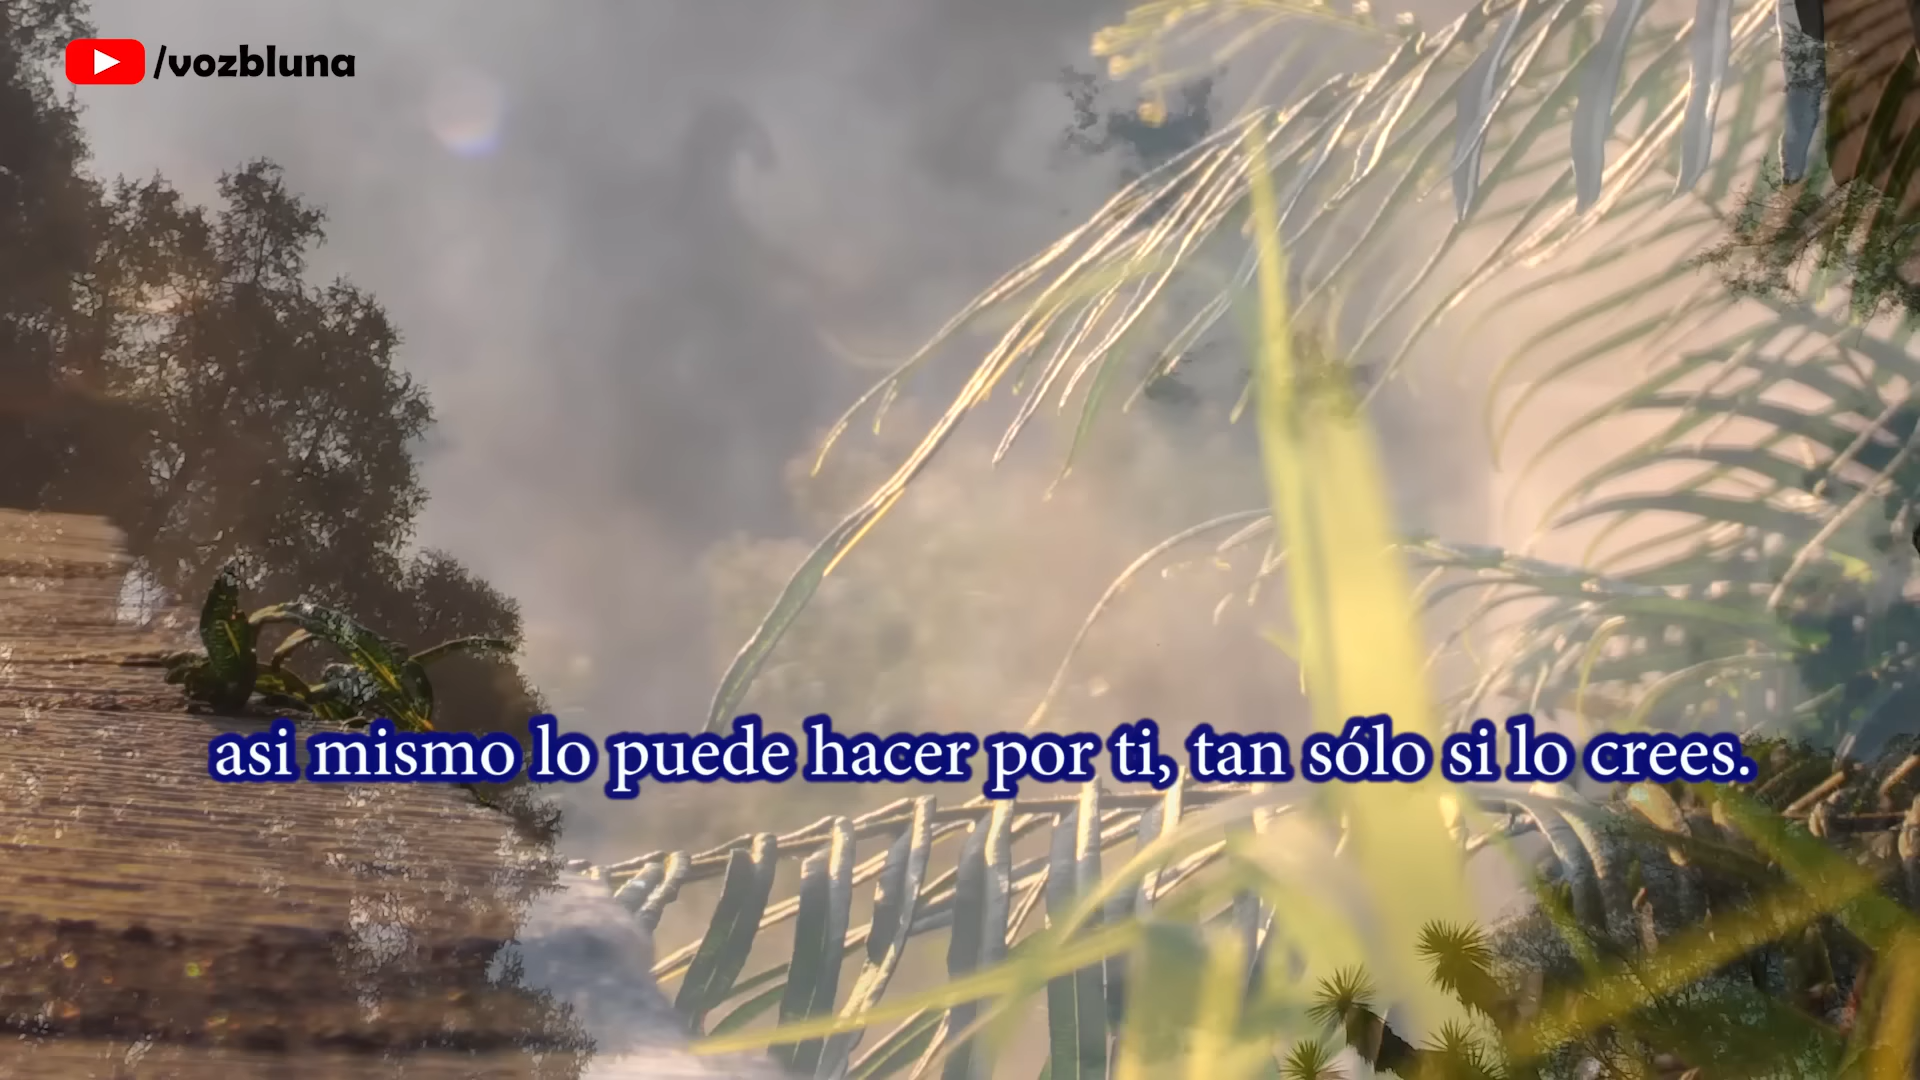 /vozbluna
asi mismo lo puede hacer por ti, tan sólo si lo crees.